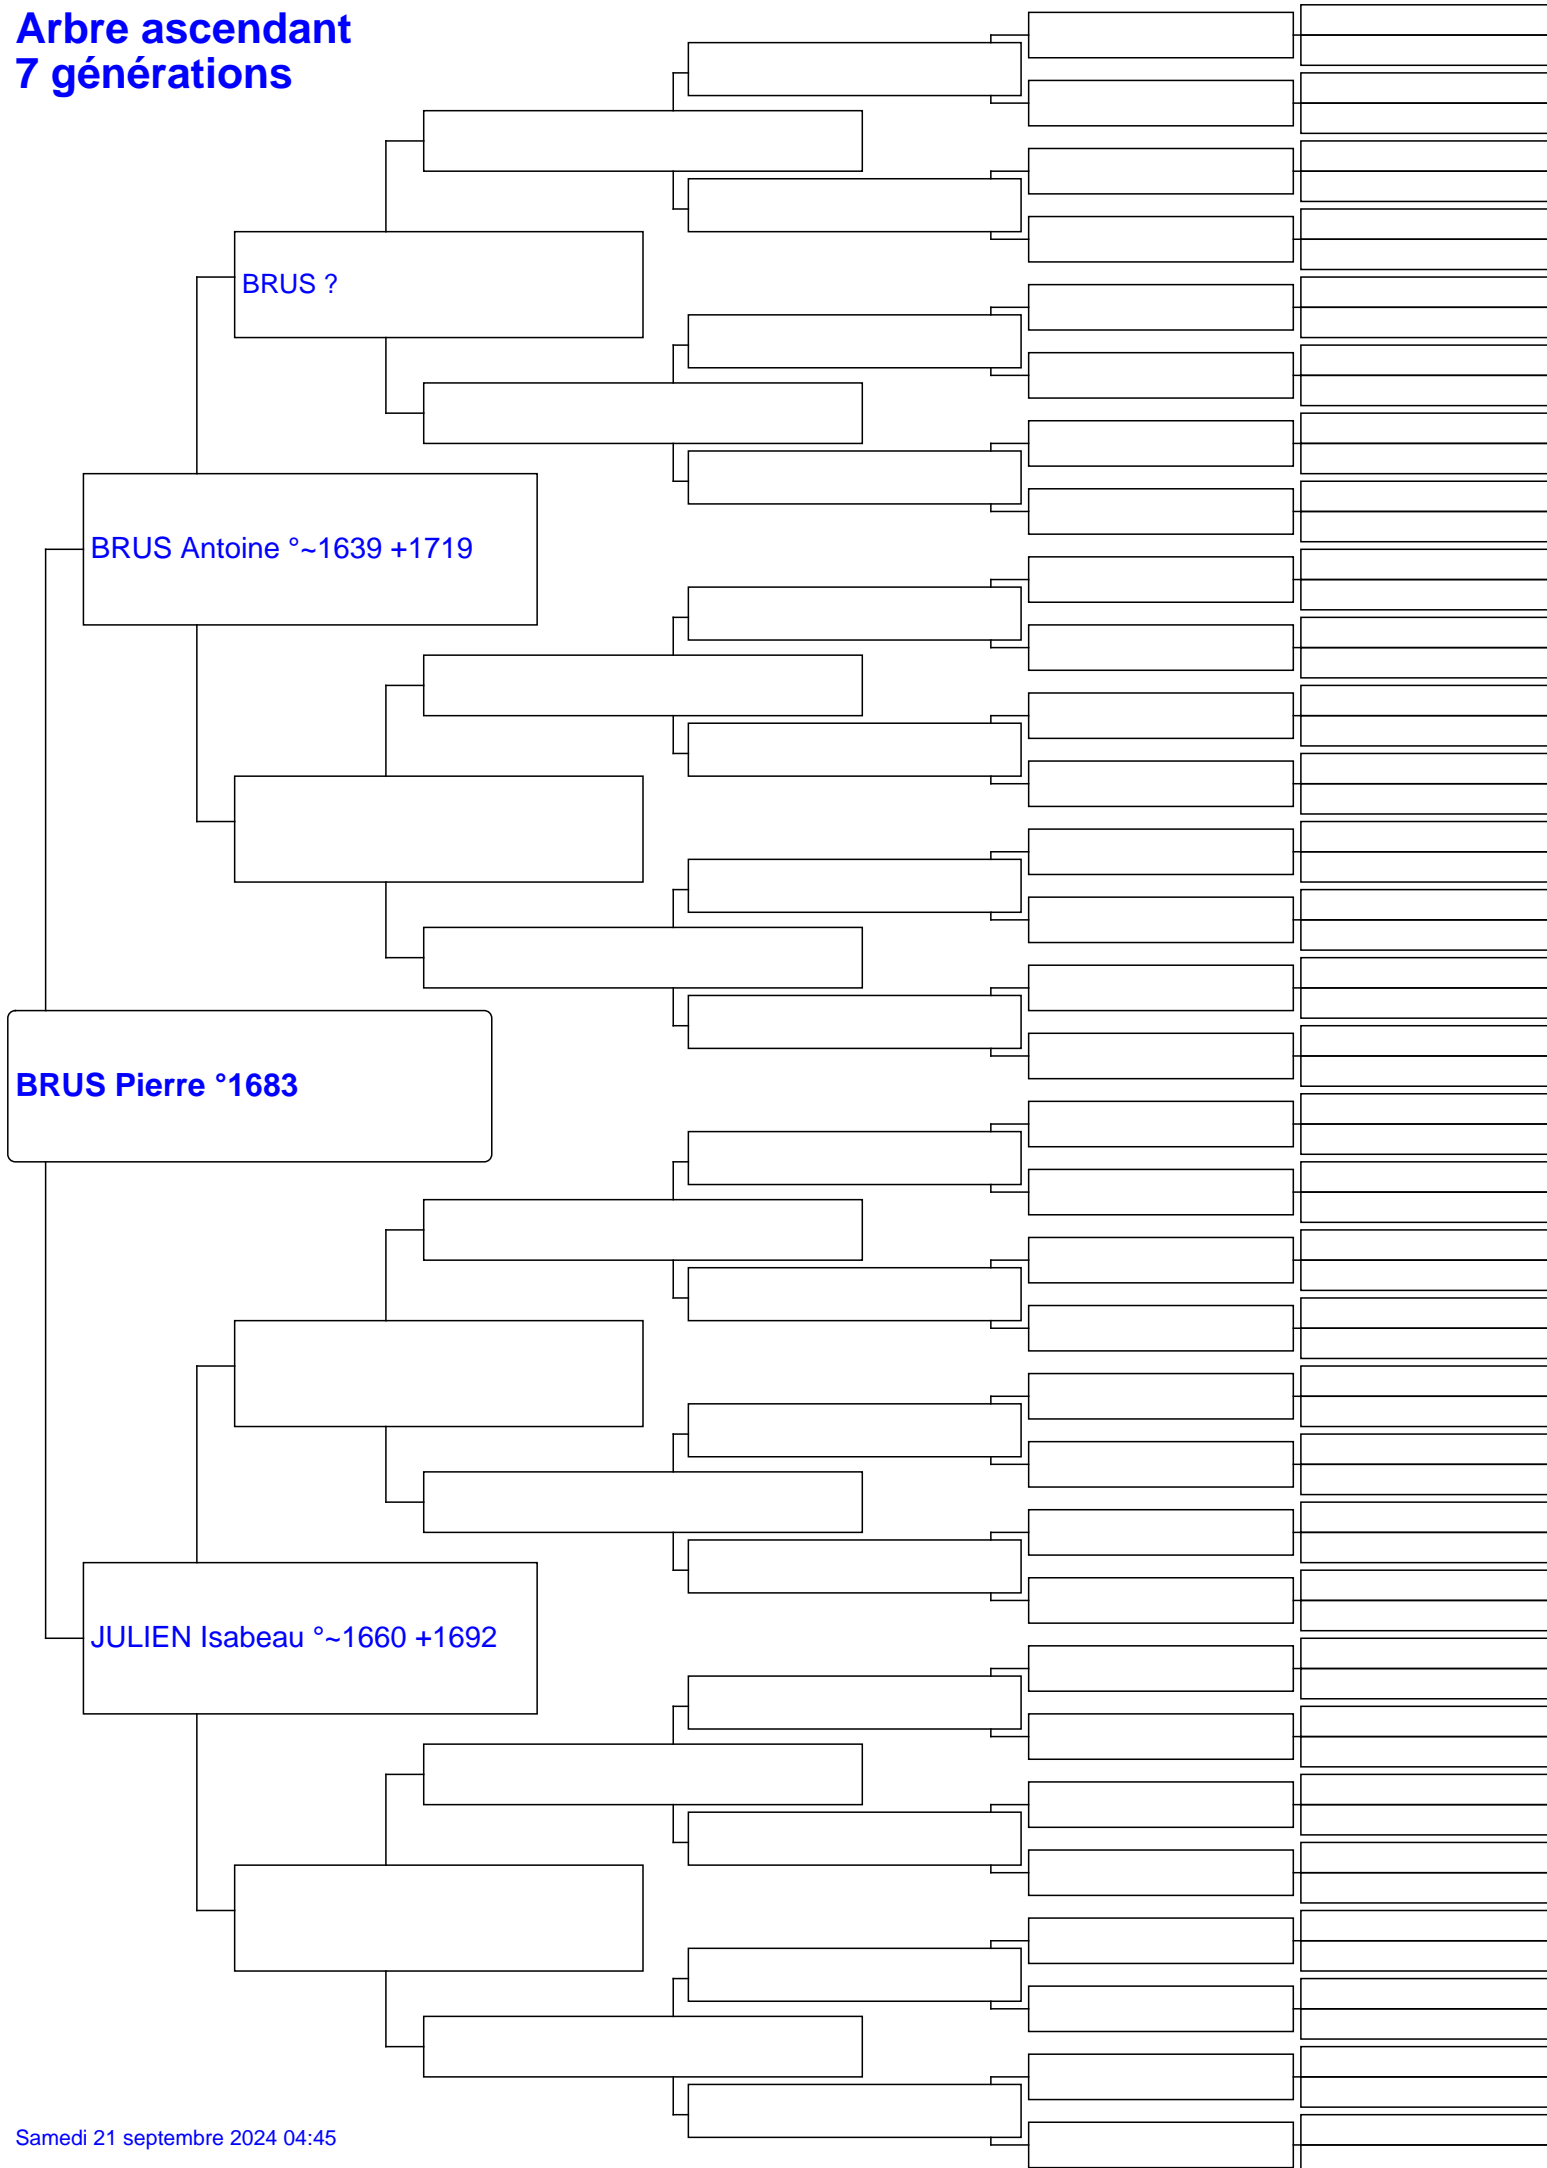 Arbre ascendant
7 générations
BRUS ?
BRUS Antoine °~1639 +1719
BRUS Pierre °1683
JULIEN Isabeau °~1660 +1692
Samedi 21 septembre 2024 04:45